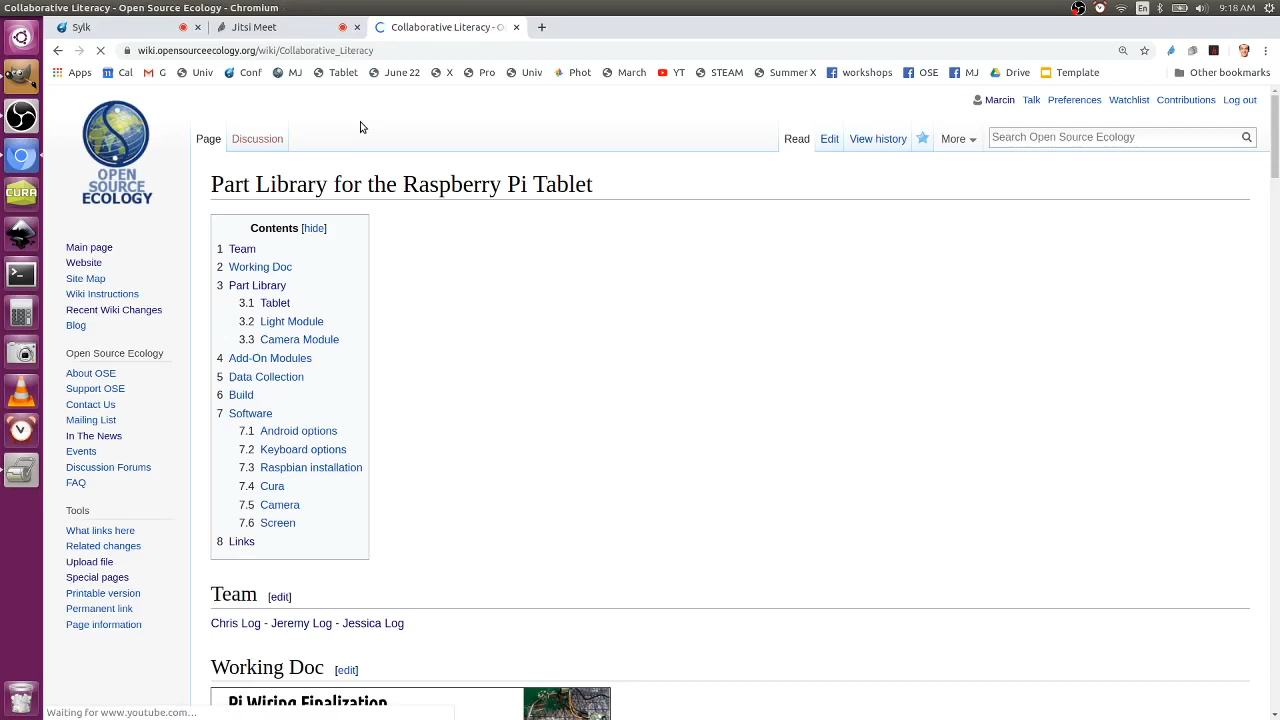 Collaborative Literacy - Open Source Ecology - Chromium
En
9:18 AM
Sylk
Jitsi Meet
Collaborative Literacy - O
wiki.opensourceecology.org/wiki/Collaborative_Literacy
Apps Cal G Univ Conf MJ Tablet June 22 X Pro Univ Phot March YT STEAM Summer X workshops OSE MJ Drive Template Other bookmarks
Marcin Talk Preferences Watchlist Contributions Log out
Page Discussion Read Edit View history More Search Open Source Ecology
OPEN
SOURCE
ECOLOGY
CURA
Main page
Website
Site Map
Wiki Instructions
Recent Wiki Changes
Blog
Open Source Ecology
About OSE
Support OSE
Contact Us
Mailing List
In The News
Events
Discussion Forums
FAQ
Tools
What links here
Related changes
Upload file
Special pages
Printable version
Permanent link
Page information
Part Library for the Raspberry Pi Tablet
Contents [hide]
1 Team
2 Working Doc
3 Part Library
3.1 Tablet
3.2 Light Module
3.3 Camera Module
4 Add-On Modules
5 Data Collection
6 Build
7 Software
7.1 Android options
7.2 Keyboard options
7.3 Raspbian installation
7.4 Cura
7.5 Camera
7.6 Screen
8 Links
Team [edit]
Chris Log - Jeremy Log - Jessica Log
Working Doc [edit]
Pi Wiring Finalization
Waiting for www.youtube.com...